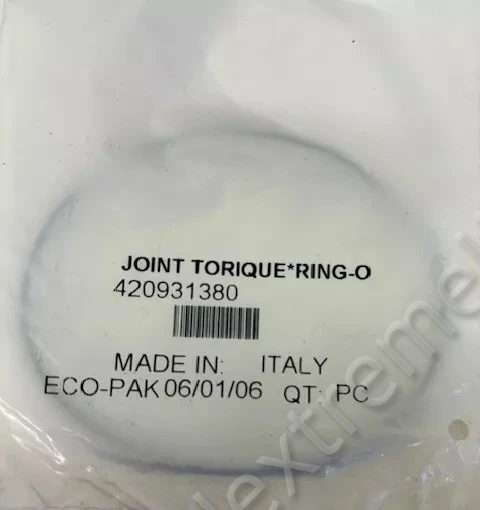 JOINT TORIQUE*RING-O
420931380
MADE IN: ITALY
ECO-PAK 06/01/06 QT: PC